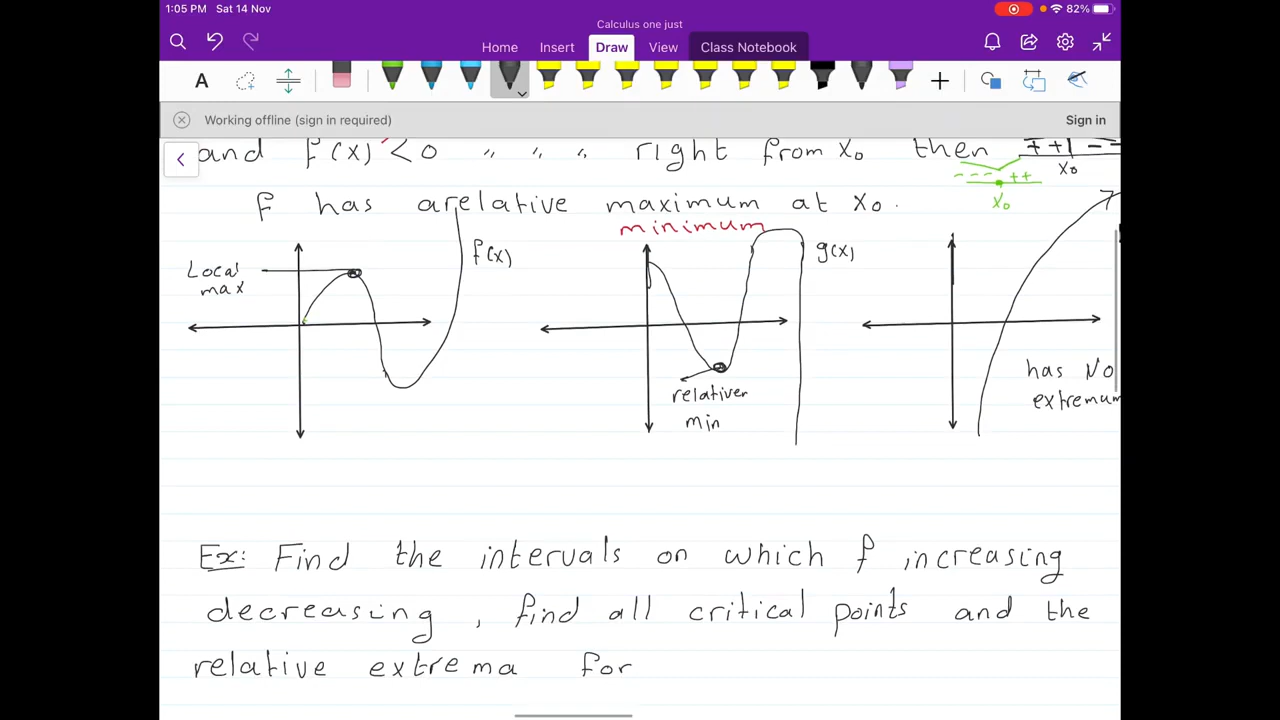 1:05 PM Sat 14 Nov
82%
Calculus one just
Home Insert Draw View Class Notebook
A
Working offline (sign in required)
Sign in
and f'(x) <0 " " " right from x₀ then + + | - -
x₀
- - - ++
x₀
f has arelative maximum at x₀.
minimum
Local
max
f(x)
g(x)
relativer
min
has No
extremum
Ex: Find the intervals on which f increasing
decreasing , find all critical points and the
relative extrema for